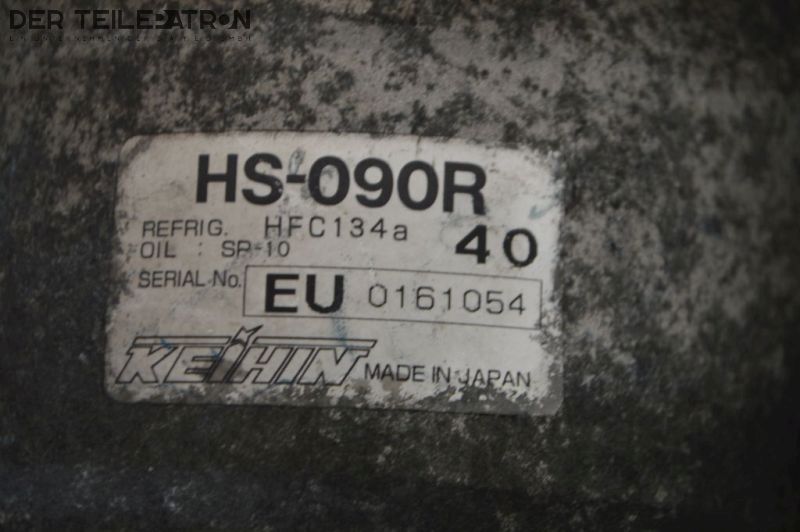 DER TEILEPATRON
HS-090R
REFRIG. HFC134a
40
OIL : SP-10
SERIAL No. EU 0161054
KEIHIN MADE IN JAPAN